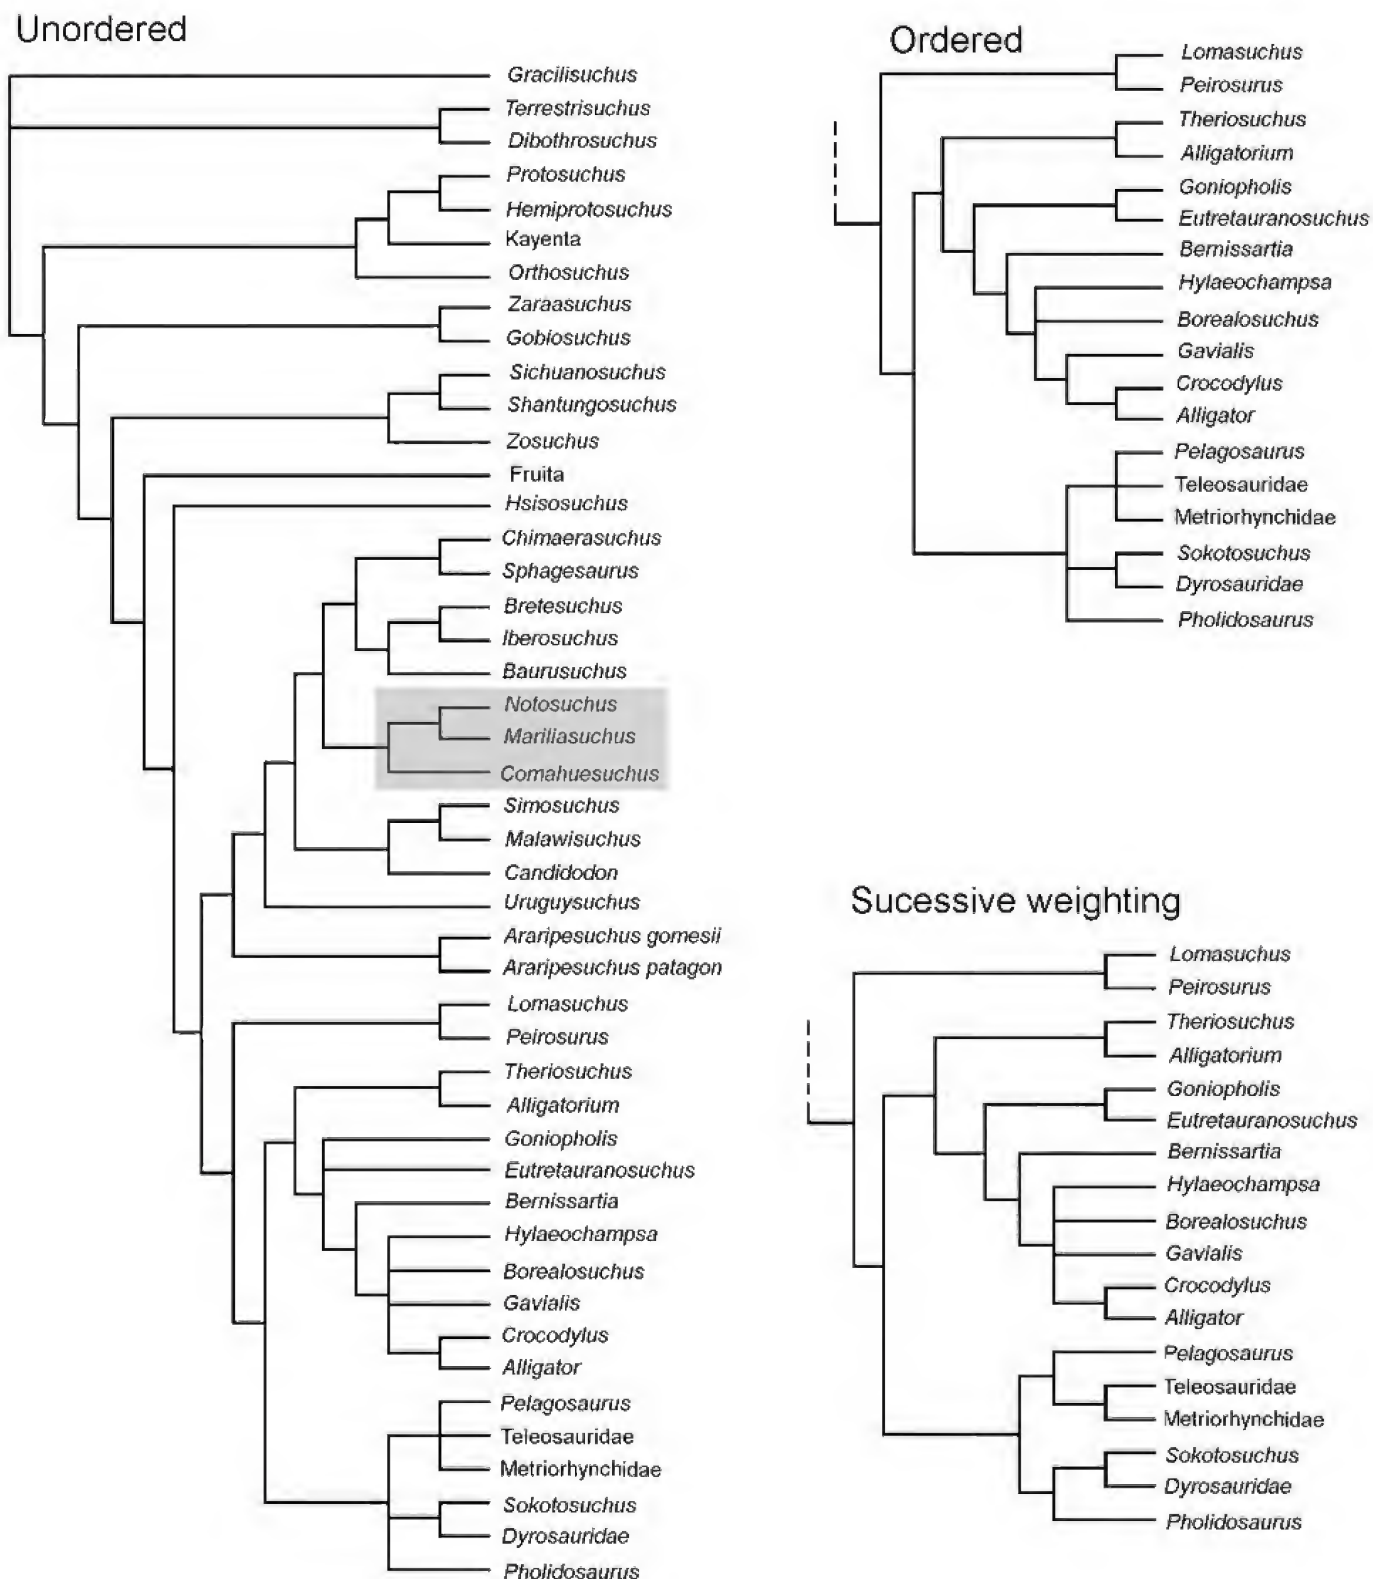 Unordered
Gracilisuchus
Terrestrisuchus
Dibothrosuchus
Protosuchus
Hemiprotosuchus
Kayenta
Orthosuchus
Zaraasuchus
Gobiosuchus
Sichuanosuchus
Shantungosuchus
Zosuchus
Fruita
Hsisosuchus
Chimaerasuchus
Sphagesaurus
Bretesuchus
Iberosuchus
Baurusuchus
Notosuchus
Mariliasuchus
Comahuesuchus
Simosuchus
Malawisuchus
Candidodon
Uruguysuchus
Araripesuchus gomesii
Araripesuchus patagon
Lomasuchus
Peirosurus
Theriosuchus
Alligatorium
Goniopholis
Eutretauranosuchus
Bernissartia
Hylaeochampsa
Borealosuchus
Gavialis
Crocodylus
Alligator
Pelagosaurus
Teleosauridae
Metriorhynchidae
Sokotosuchus
Dyrosauridae
Pholidosaurus
Ordered
Lomasuchus
Peirosurus
Theriosuchus
Alligatorium
Goniopholis
Eutretauranosuchus
Bernissartia
Hylaeochampsa
Borealosuchus
Gavialis
Crocodylus
Alligator
Pelagosaurus
Teleosauridae
Metriorhynchidae
Sokotosuchus
Dyrosauridae
Pholidosaurus
Sucessive weighting
Lomasuchus
Peirosurus
Theriosuchus
Alligatorium
Goniopholis
Eutretauranosuchus
Bernissartia
Hylaeochampsa
Borealosuchus
Gavialis
Crocodylus
Alligator
Pelagosaurus
Teleosauridae
Metriorhynchidae
Sokotosuchus
Dyrosauridae
Pholidosaurus